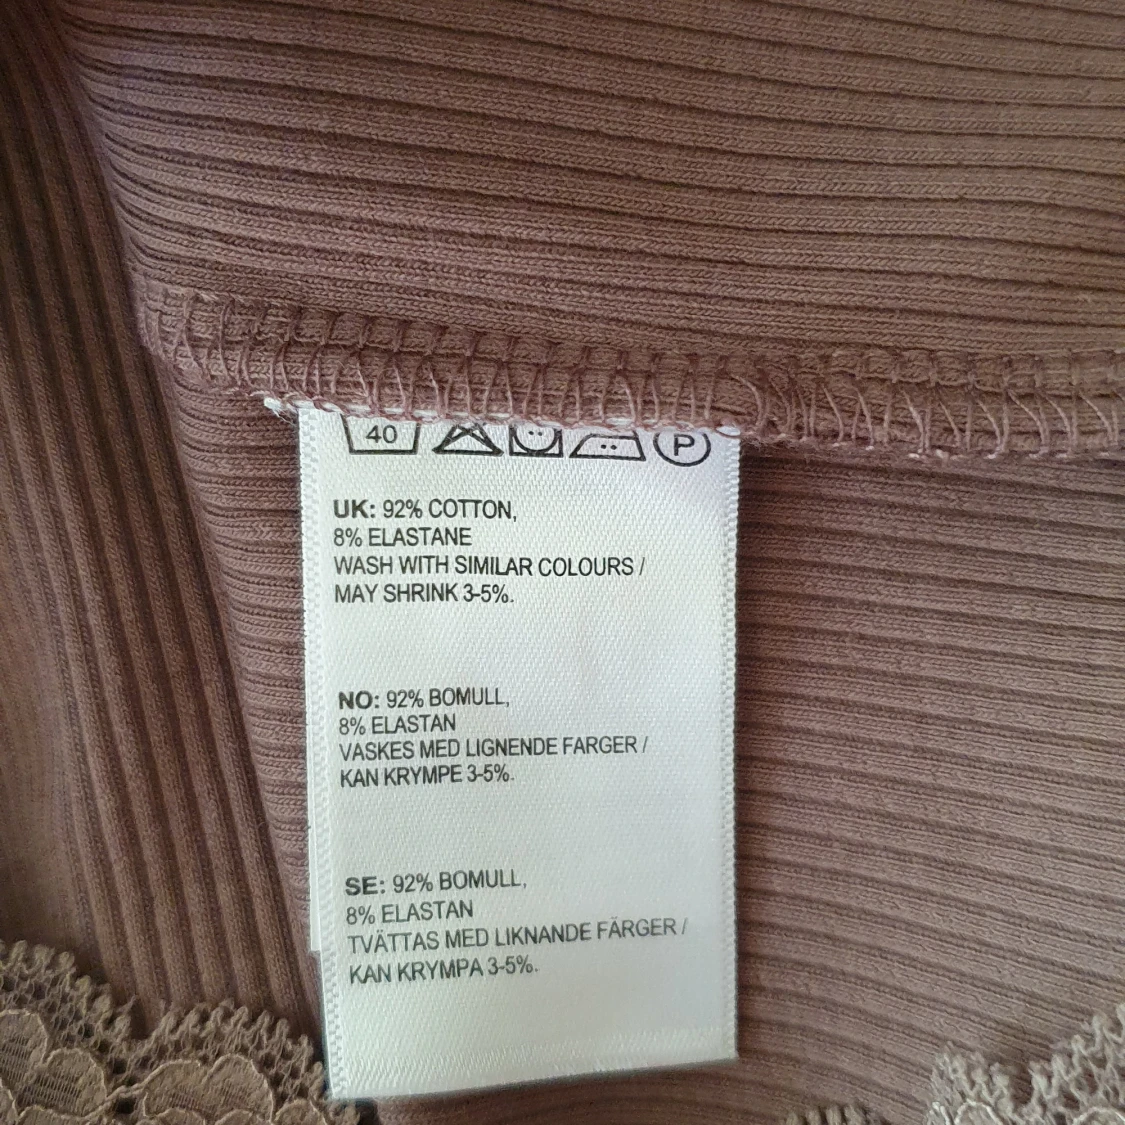 40 P
UK: 92% COTTON,
8% ELASTANE
WASH WITH SIMILAR COLOURS /
MAY SHRINK 3-5%.
NO: 92% BOMULL,
8% ELASTAN
VASKES MED LIGNENDE FARGER /
KAN KRYMPE 3-5%.
SE: 92% BOMULL,
8% ELASTAN
TVÄTTAS MED LIKNANDE FÄRGER /
KAN KRYMPA 3-5%.